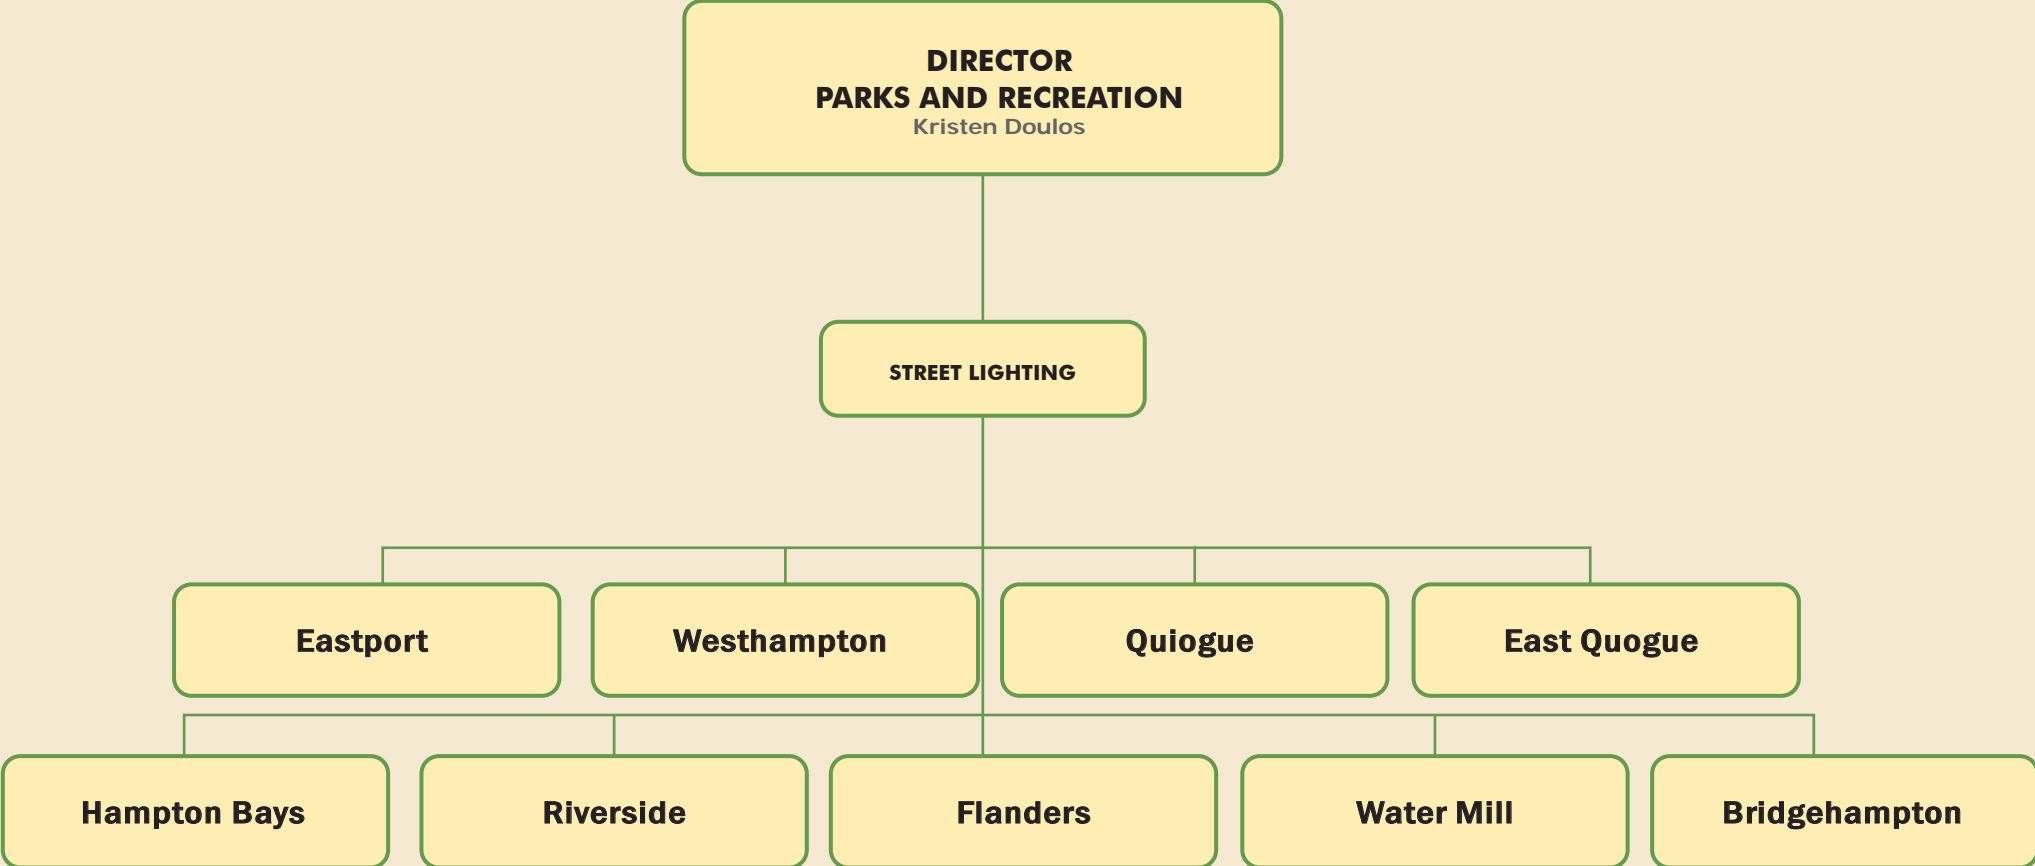 DIRECTOR
PARKS AND RECREATION
Kristen Doulos
STREET LIGHTING
Eastport
Westhampton
Quiogue
East Quogue
Hampton Bays
Riverside
Flanders
Water Mill
Bridgehampton